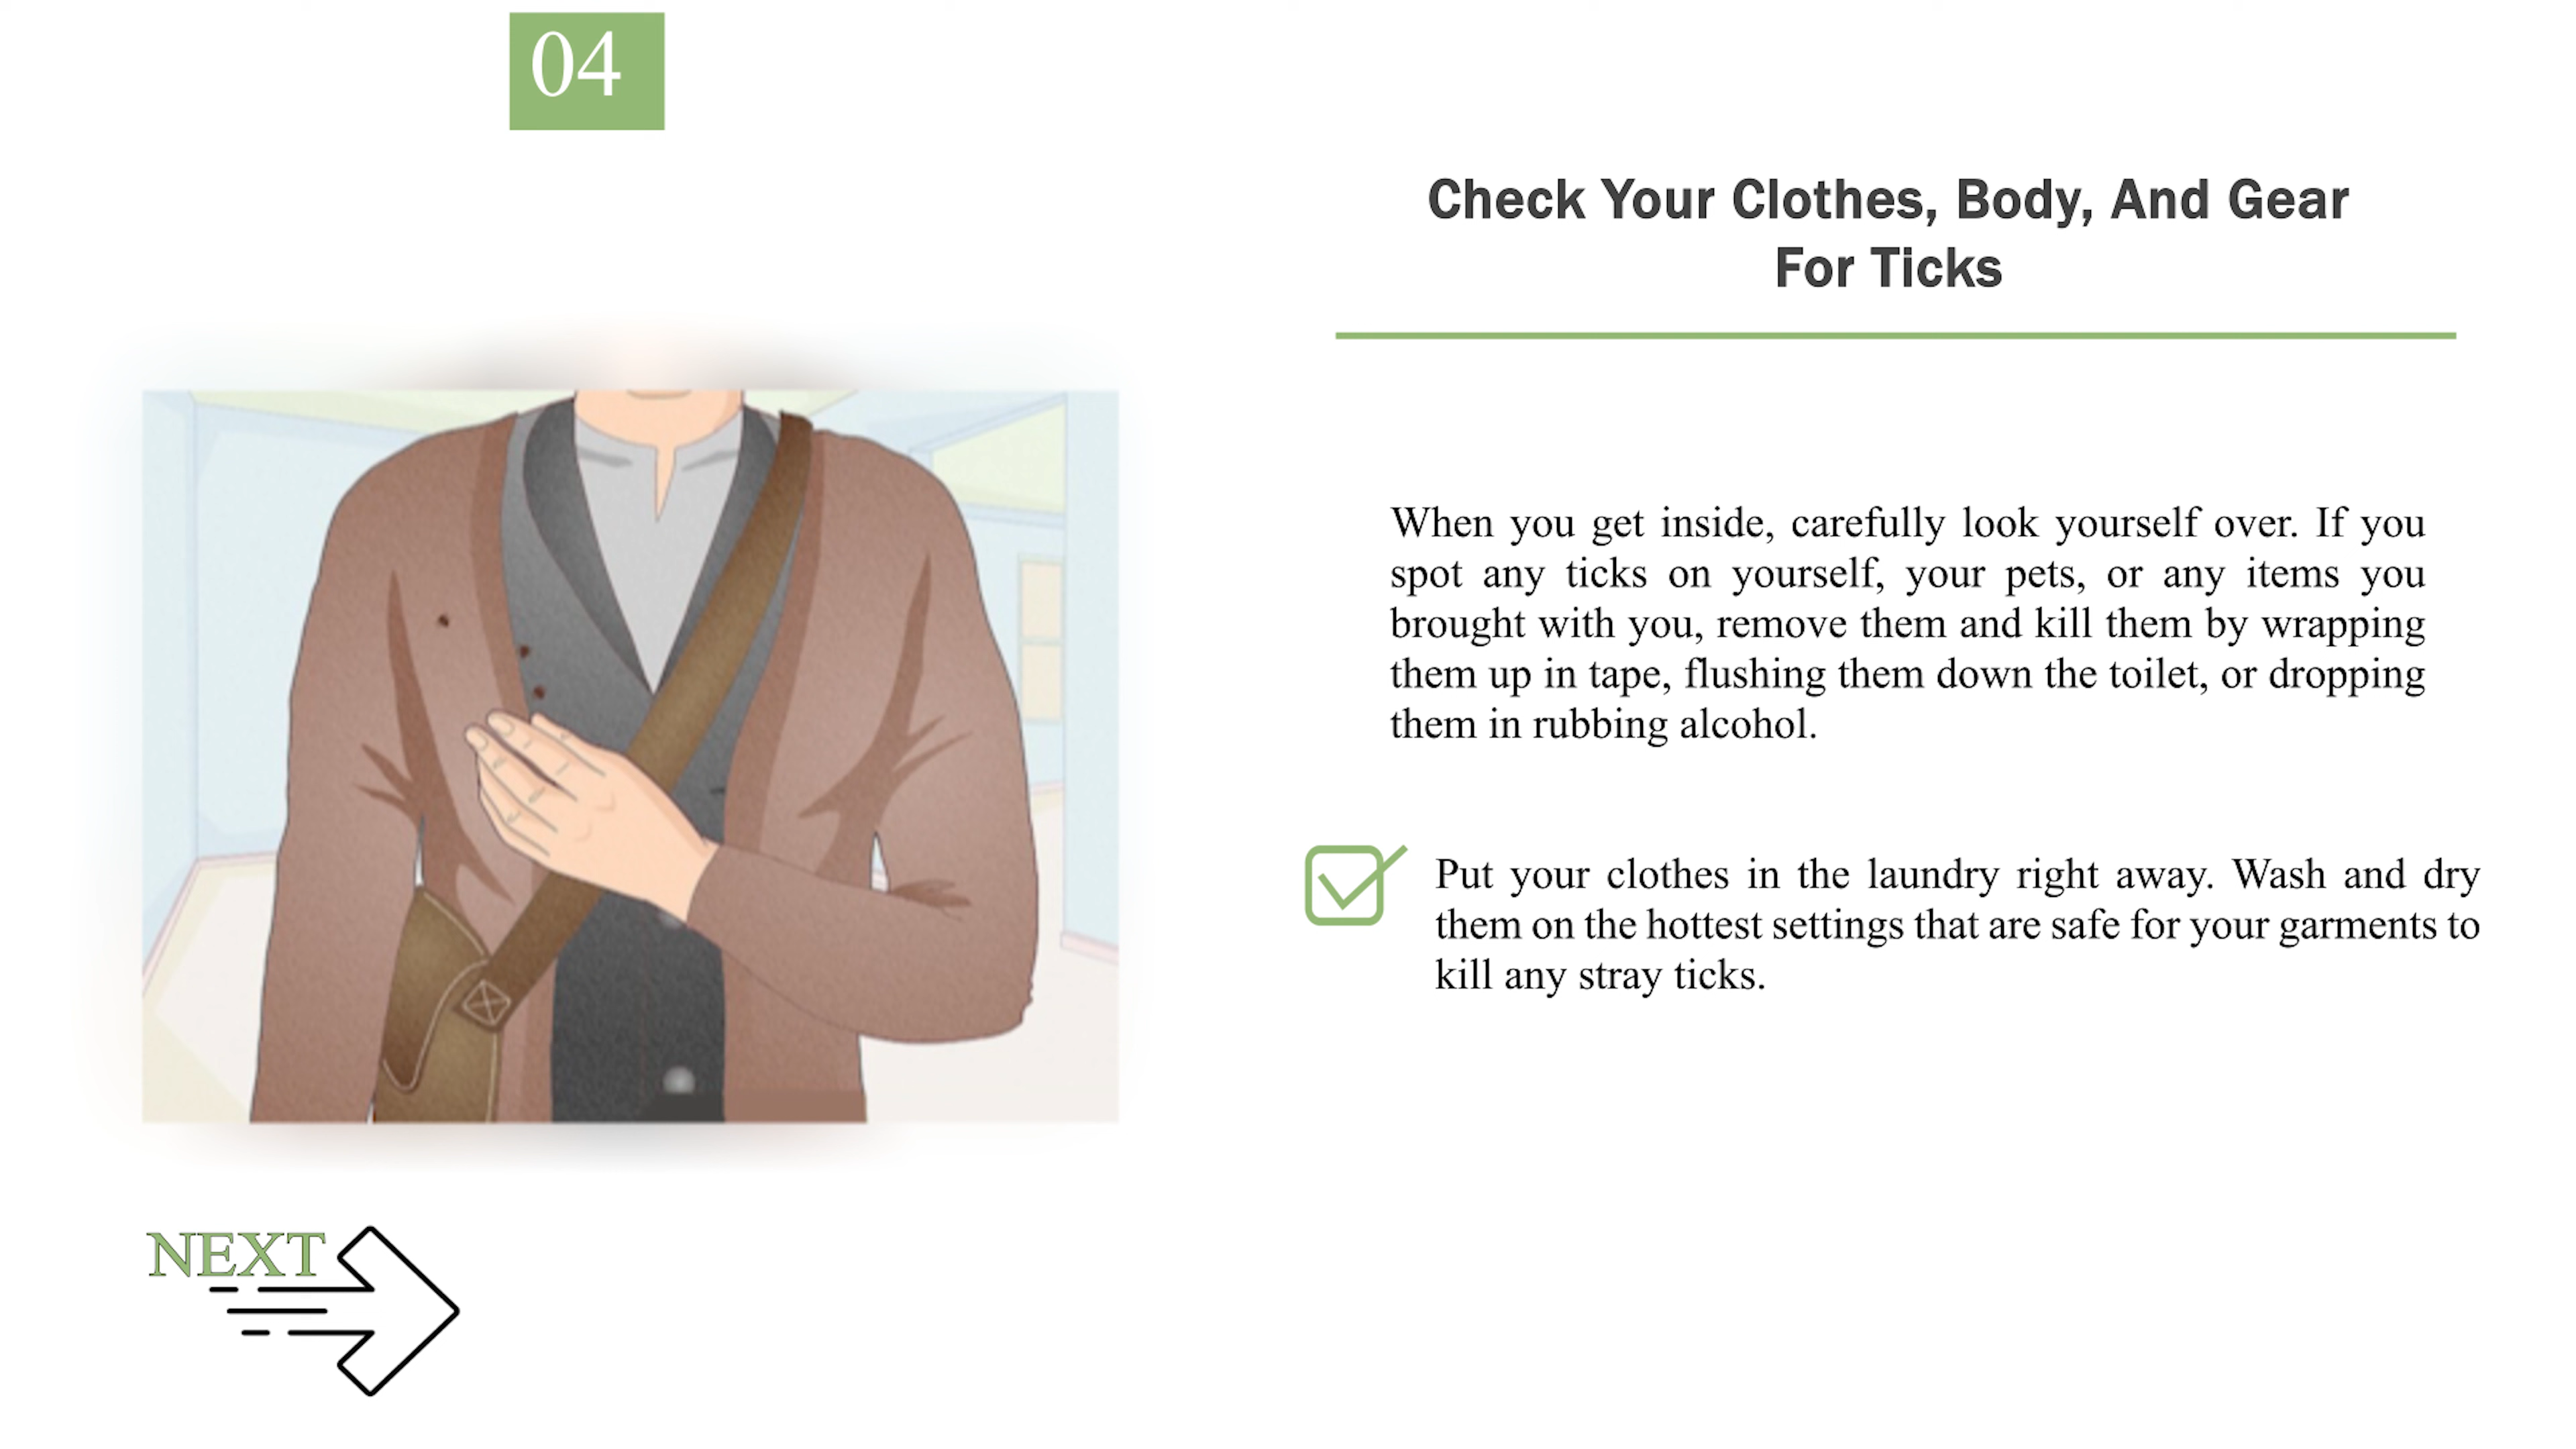 04
Check Your Clothes, Body, And Gear
For Ticks
When you get inside, carefully look yourself over. If you
spot any ticks on yourself, your pets, or any items you
brought with you, remove them and kill them by wrapping
them up in tape, flushing them down the toilet, or dropping
them in rubbing alcohol.
Put your clothes in the laundry right away. Wash and dry
them on the hottest settings that are safe for your garments to
kill any stray ticks.
NEXT